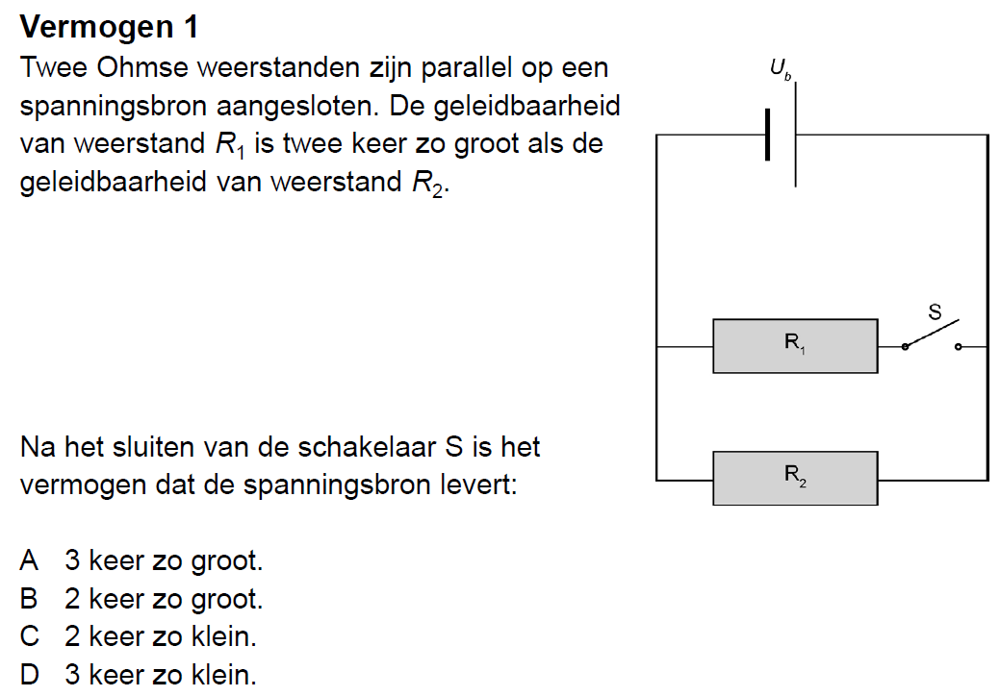 Vermogen 1
Twee Ohmse weerstanden zijn parallel op een
spanningsbron aangesloten. De geleidbaarheid
van weerstand R₁ is twee keer zo groot als de
geleidbaarheid van weerstand R₂.
U_b
S
R₁
R₂
Na het sluiten van de schakelaar S is het
vermogen dat de spanningsbron levert:
A 3 keer zo groot.
B 2 keer zo groot.
C 2 keer zo klein.
D 3 keer zo klein.